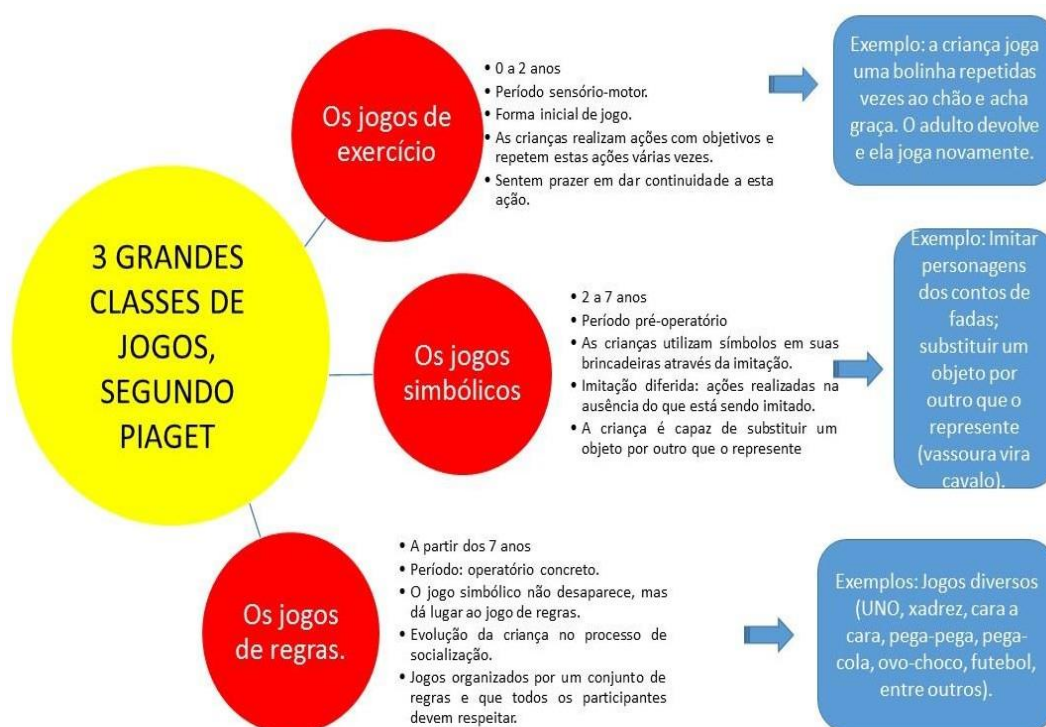 3 GRANDES
CLASSES DE
JOGOS,
SEGUNDO
PIAGET
Os jogos de
exercício
• 0 a 2 anos
• Período sensório-motor.
• Forma inicial de jogo.
• As crianças realizam ações com objetivos e
repetem estas ações várias vezes.
• Sentem prazer em dar continuidade a esta
ação.
Exemplo: a criança joga
uma bolinha repetidas
vezes ao chão e acha
graça. O adulto devolve
e ela joga novamente.
Os jogos
simbólicos
• 2 a 7 anos
• Período pré-operatório
• As crianças utilizam símbolos em suas
brincadeiras através da imitação.
• Imitação diferida: ações realizadas na
ausência do que está sendo imitado.
• A criança é capaz de substituir um
objeto por outro que o represente
Exemplo: Imitar
personagens
dos contos de
fadas;
substituir um
objeto por
outro que o
represente
(vassoura vira
cavalo).
Os jogos
de regras.
• A partir dos 7 anos
• Período: operatório concreto.
• O jogo simbólico não desaparece, mas
dá lugar ao jogo de regras.
• Evolução da criança no processo de
socialização.
• Jogos organizados por um conjunto de
regras e que todos os participantes
devem respeitar.
Exemplos: Jogos diversos
(UNO, xadrez, cara a
cara, pega-pega, pega-
cola, ovo-choco, futebol,
entre outros).